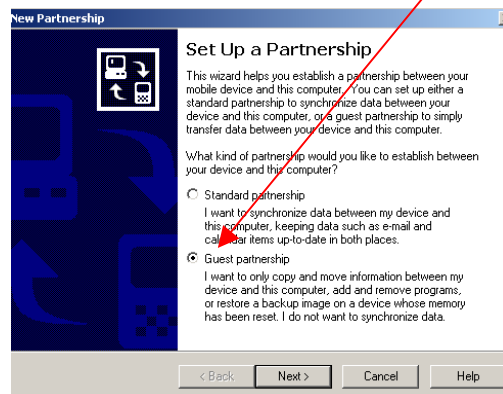 New Partnership
Set Up a Partnership
This wizard helps you establish a partnership between your
mobile device and this computer. You can set up either a
standard partnership to synchronize data between your
device and this computer, or a guest partnership to simply
transfer data between your device and this computer.
What kind of partnership would you like to establish between
your device and this computer?
Standard partnership
I want to synchronize data between my device and
this computer, keeping data such as e-mail and
calendar items up-to-date in both places.
Guest partnership
I want to only copy and move information between my
device and this computer, add and remove programs,
or restore a backup image on a device whose memory
has been reset. I do not want to synchronize data.
< Back
Next >
Cancel
Help